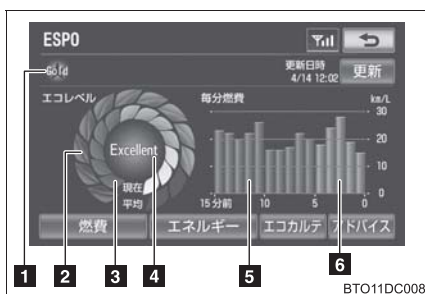 ESPO
Gold
更新日時
4/14 12:02
更新
エコレベル
毎分燃費
km/L
30
20
10
0
Excellent
現在
平均
15分前
10
5
0
燃費
エネルギー
エコカルテ
アドバイス
1
2
3
4
5
6
BTO11DC008